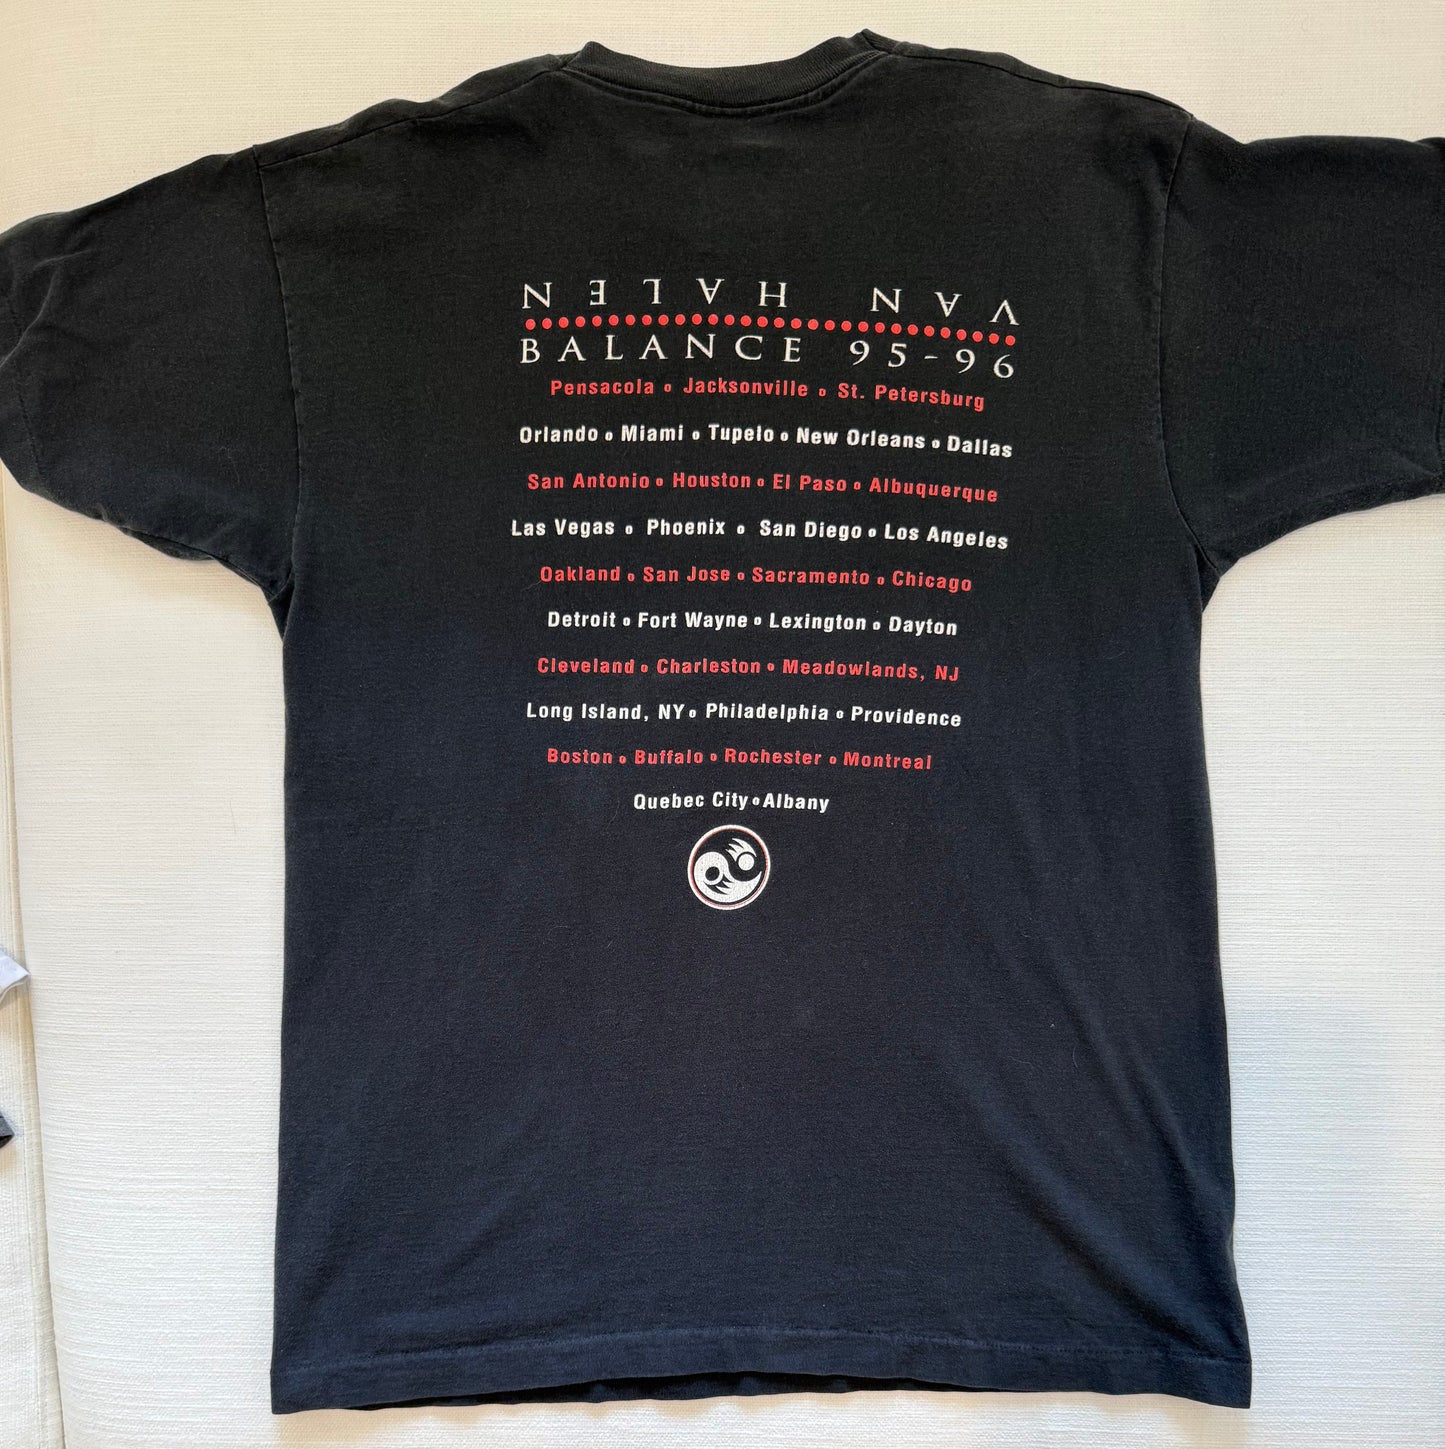 VAN HALEN
BALANCE 95-96
Pensacola o Jacksonville o St. Petersburg
Orlando o Miami o Tupelo o New Orleans o Dallas
San Antonio o Houston o El Paso o Albuquerque
Las Vegas o Phoenix o San Diego o Los Angeles
Oakland o San Jose o Sacramento o Chicago
Detroit o Fort Wayne o Lexington o Dayton
Cleveland o Charleston o Meadowlands, NJ
Long Island, NY o Philadelphia o Providence
Boston o Buffalo o Rochester o Montreal
Quebec City o Albany